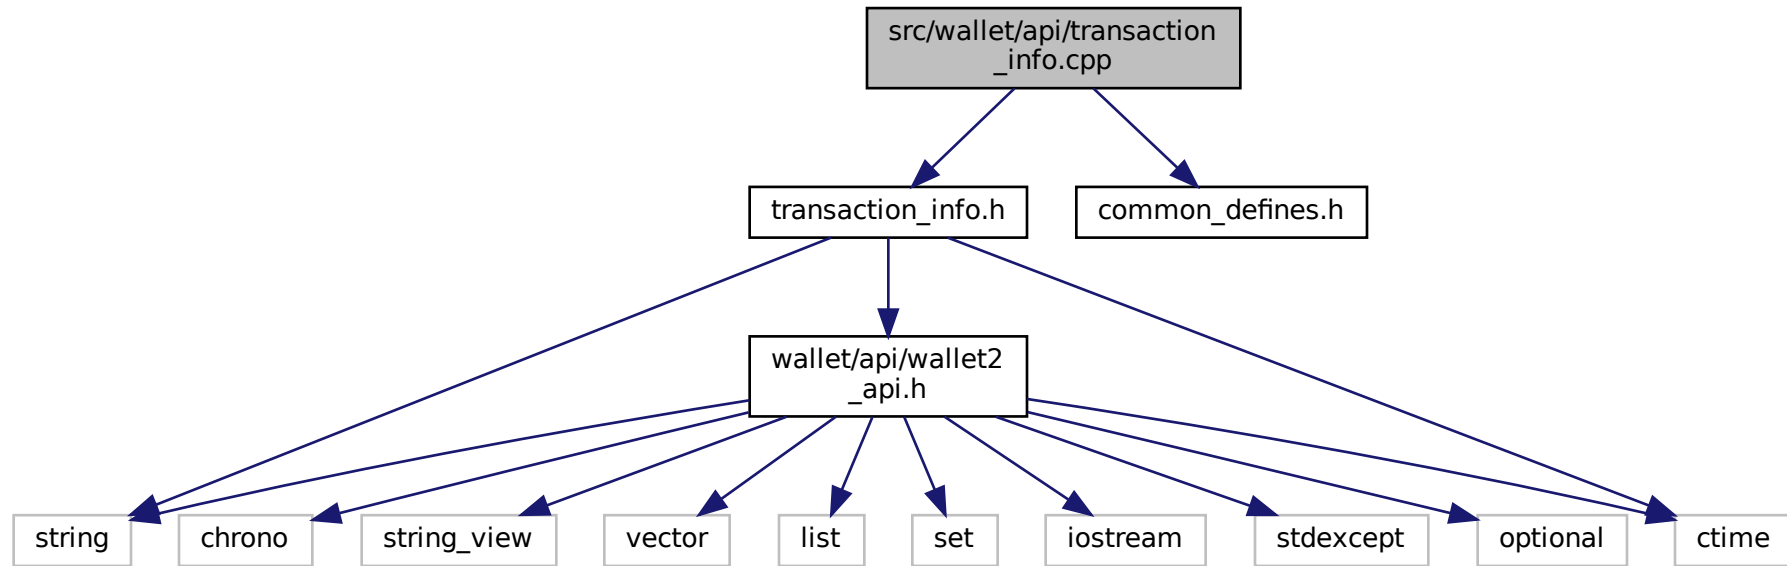 src/wallet/api/transaction
_info.cpp
transaction_info.h
common_defines.h
wallet/api/wallet2
_api.h
string
chrono
string_view
vector
list
set
iostream
stdexcept
optional
ctime